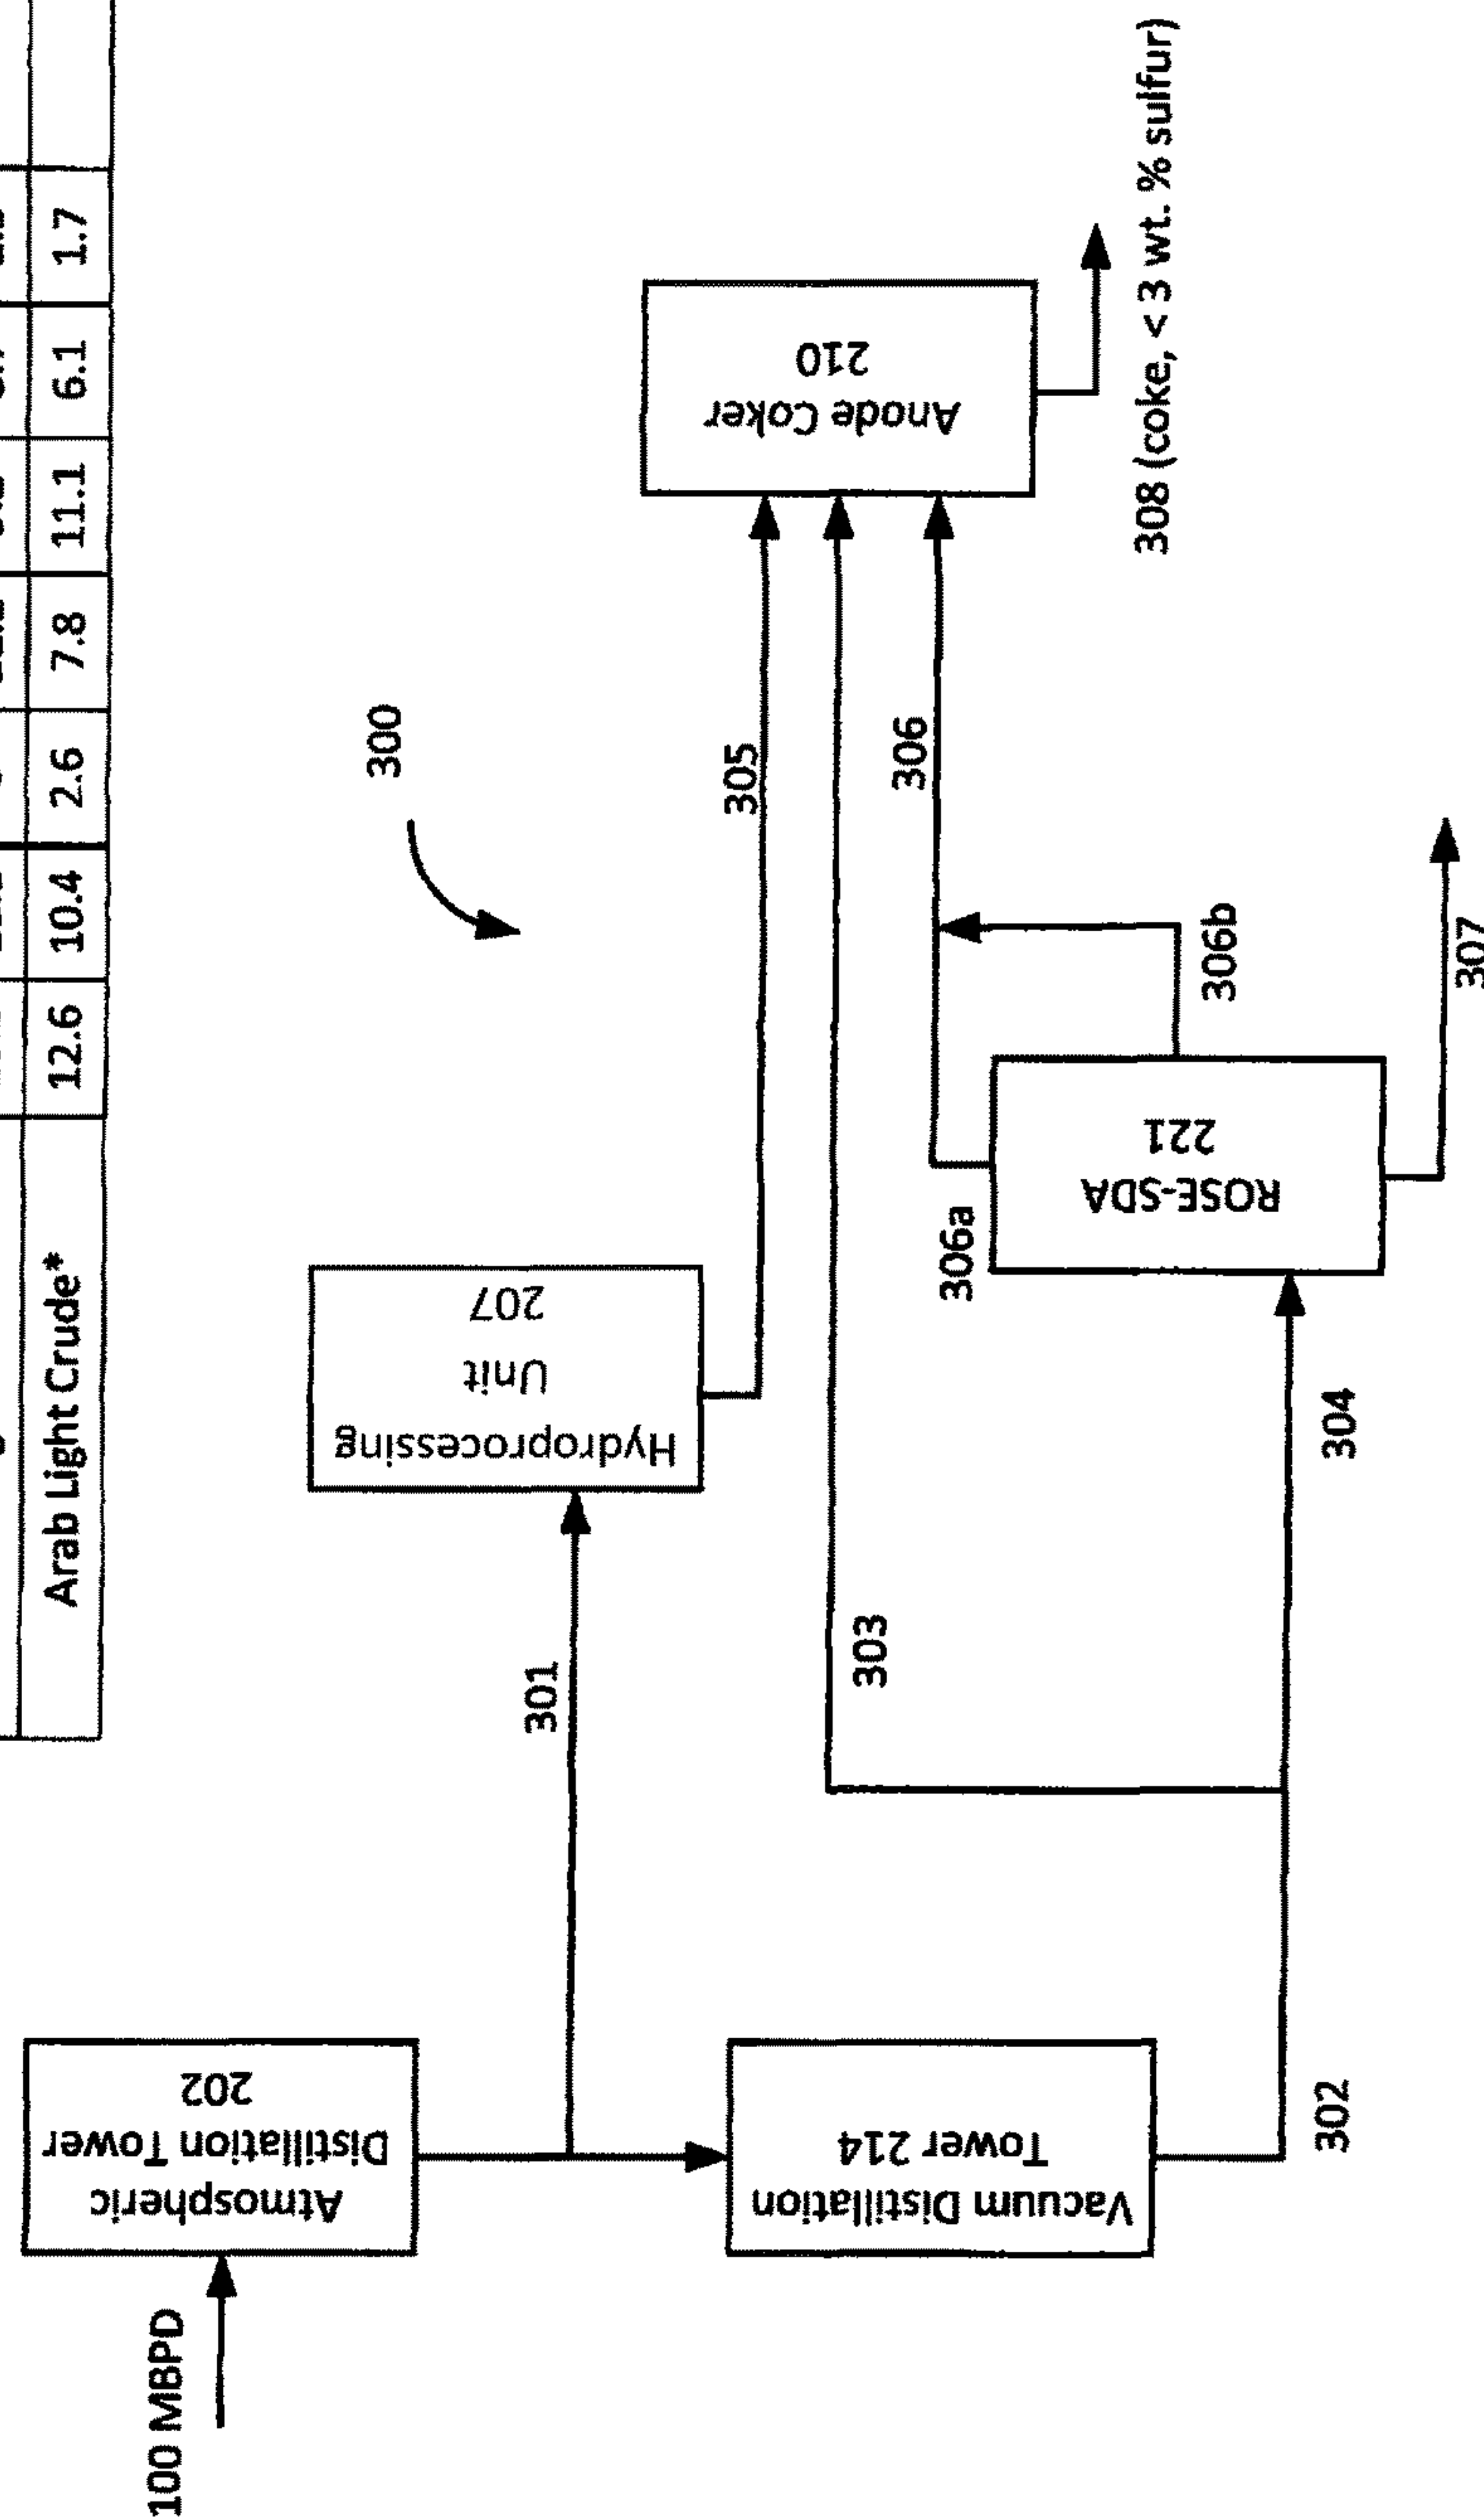 Arab Light Crude* 12.6 10.4 2.6 7.8 11.1 6.1 1.7
100 MBPD
Atmospheric
Distillation Tower
202
301
Hydroprocessing
Unit
207
300
305
Anode Coker
210
303
306
306a
Vacuum Distillation
Tower 214
ROSE-SDA
221
306b
308 (coke, < 3 wt. % sulfur)
302
304
307